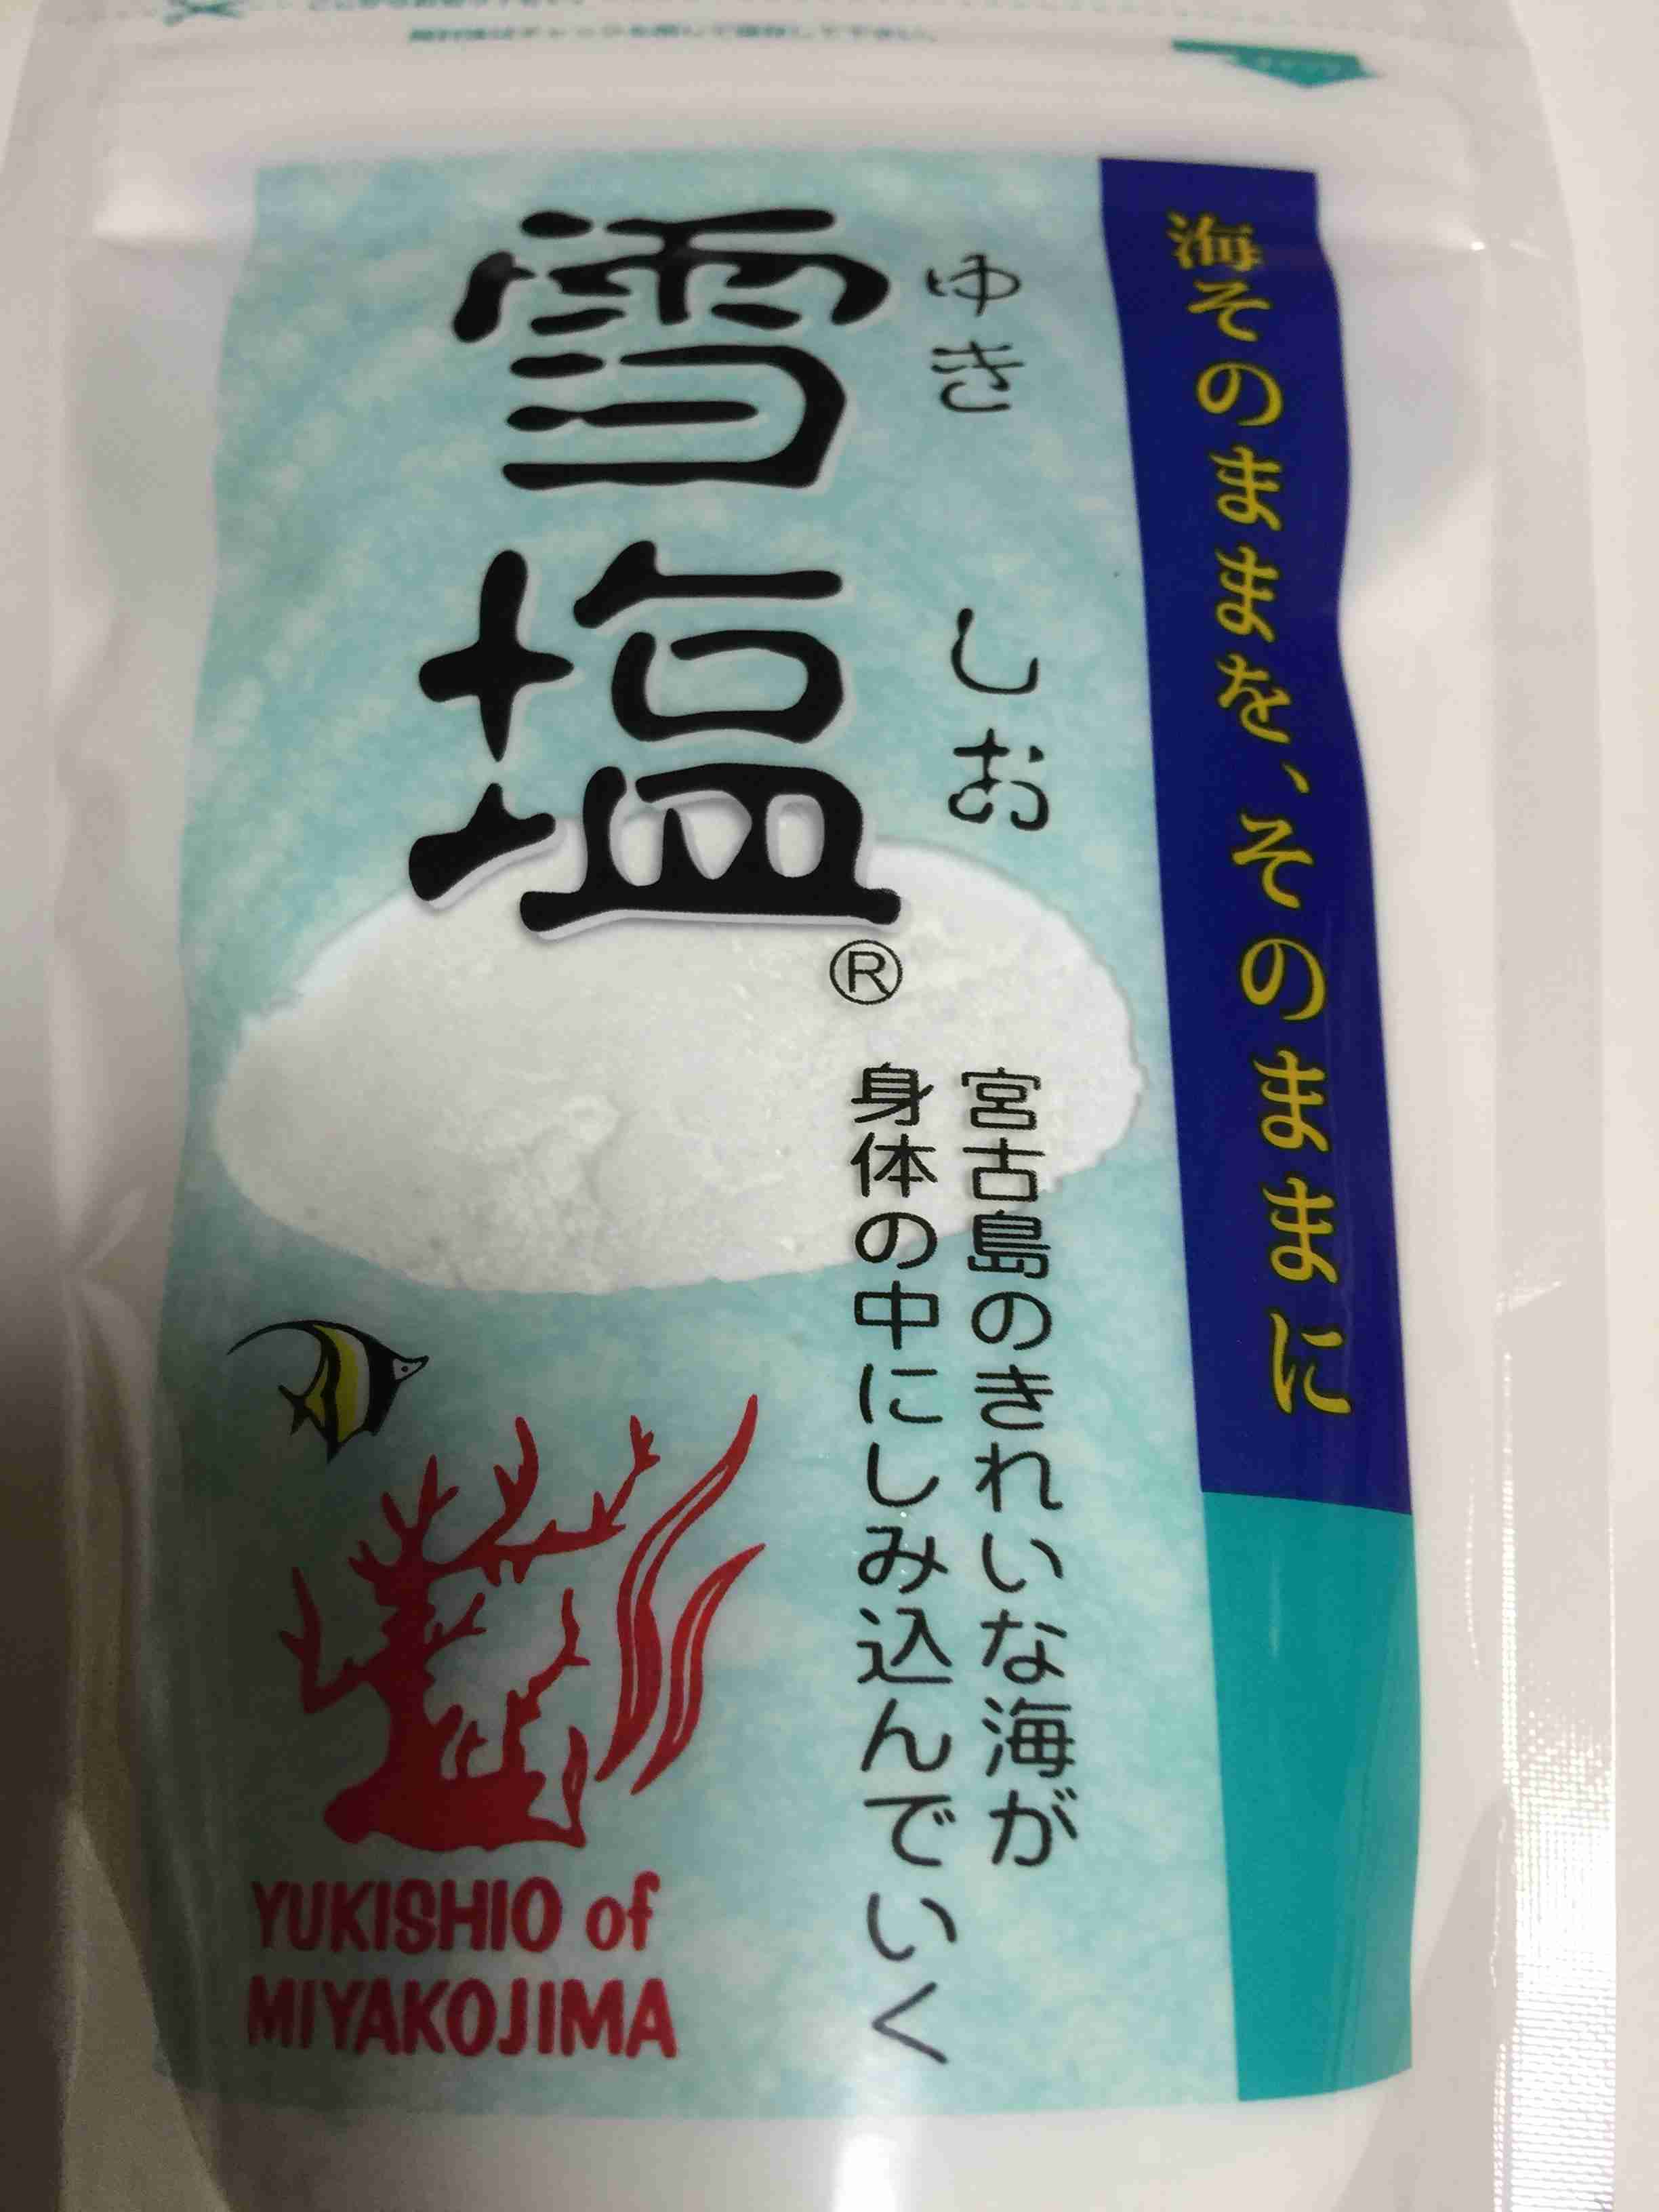 海そのままを、そのままに
ゆき しお
雪塩®
宮古島のきれいな海が
身体の中にしみ込んでいく
YUKISHIO of
MIYAKOJIMA